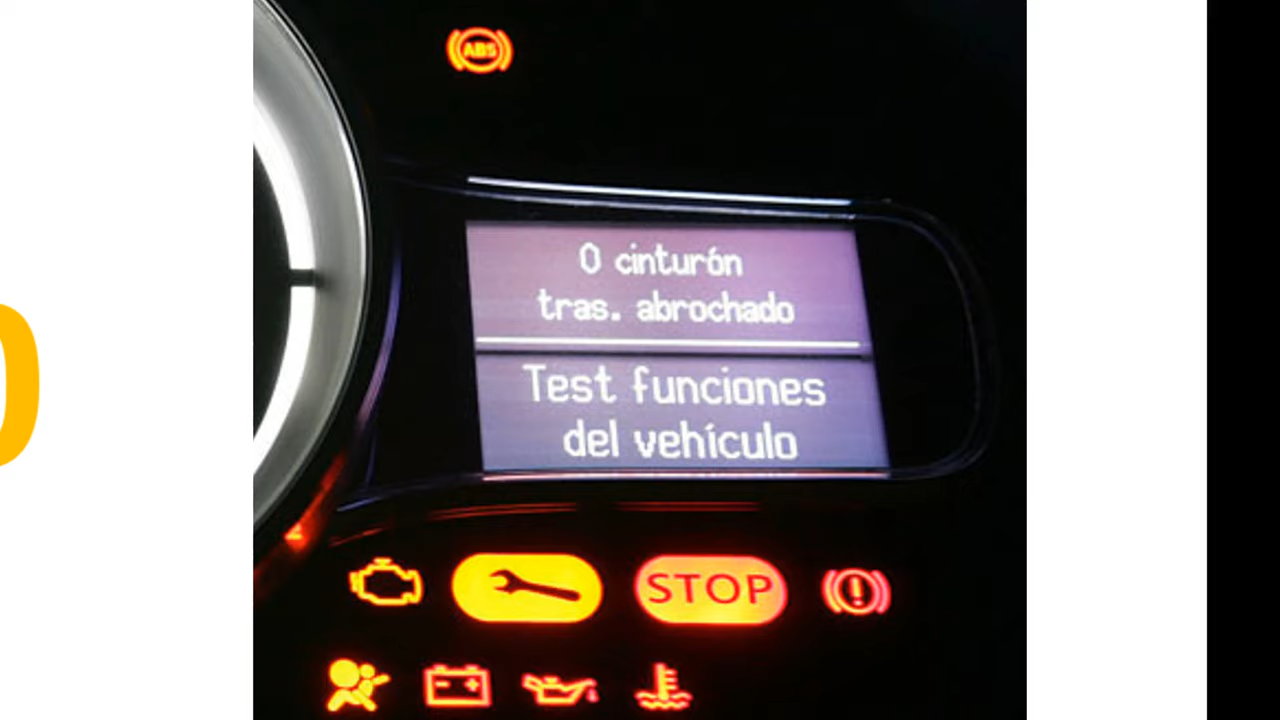 ABS
0 cinturón
tras. abrochado
Test funciones
del vehículo
STOP